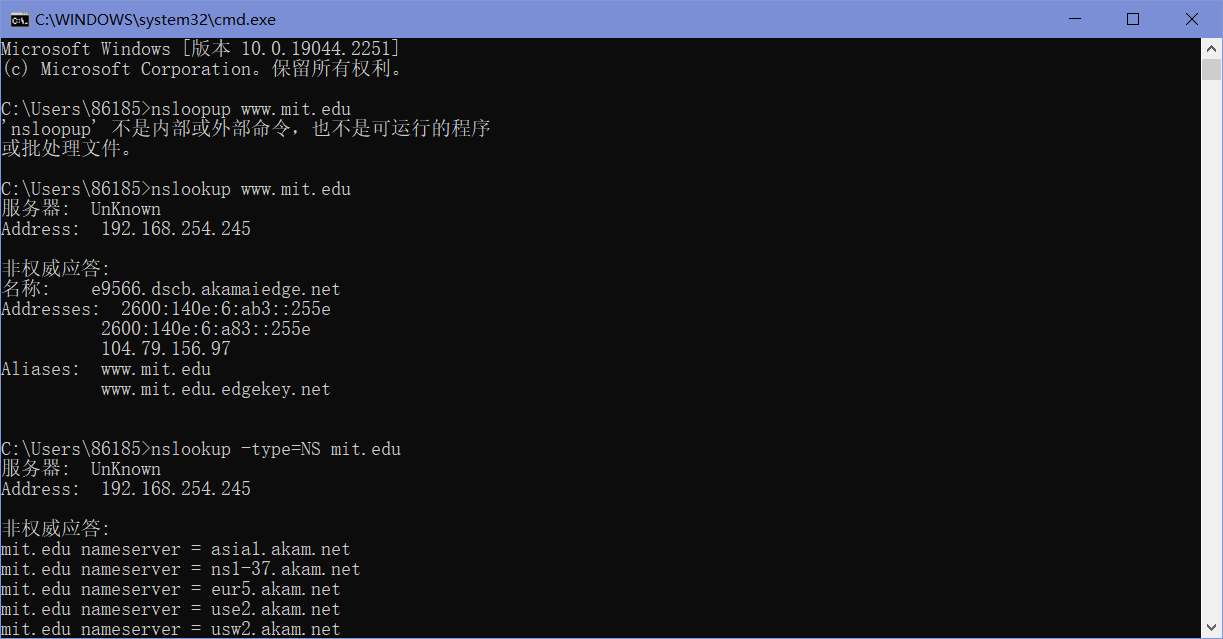 C:\WINDOWS\system32\cmd.exe
Microsoft Windows [版本 10.0.19044.2251]
(c) Microsoft Corporation。保留所有权利。
C:\Users\86185>nsloopup www.mit.edu
'nsloopup' 不是内部或外部命令，也不是可运行的程序
或批处理文件。
C:\Users\86185>nslookup www.mit.edu
服务器:  UnKnown
Address:  192.168.254.245
非权威应答:
名称:    e9566.dscb.akamaiedge.net
Addresses:  2600:140e:6:ab3::255e
          2600:140e:6:a83::255e
          104.79.156.97
Aliases:  www.mit.edu
          www.mit.edu.edgekey.net
C:\Users\86185>nslookup -type=NS mit.edu
服务器:  UnKnown
Address:  192.168.254.245
非权威应答:
mit.edu nameserver = asia1.akam.net
mit.edu nameserver = ns1-37.akam.net
mit.edu nameserver = eur5.akam.net
mit.edu nameserver = use2.akam.net
mit.edu nameserver = usw2.akam.net